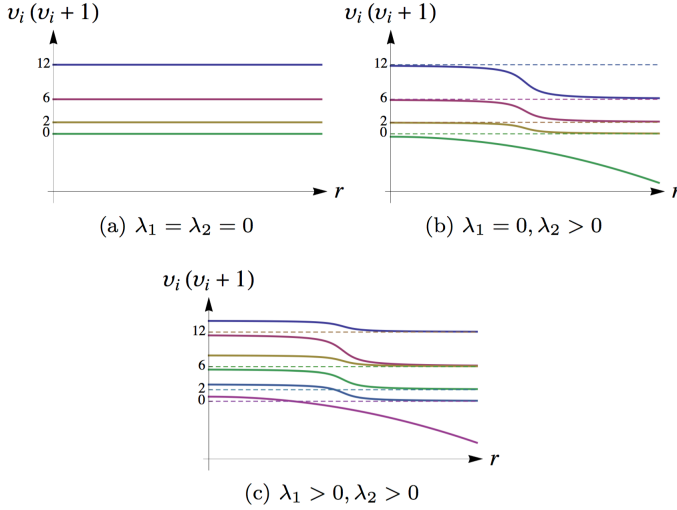 υᵢ(υᵢ + 1)
12
6
2
0
r
(a) λ₁ = λ₂ = 0
υᵢ(υᵢ + 1)
12
6
2
0
r
(b) λ₁ = 0, λ₂ > 0
υᵢ(υᵢ + 1)
12
6
2
0
r
(c) λ₁ > 0, λ₂ > 0